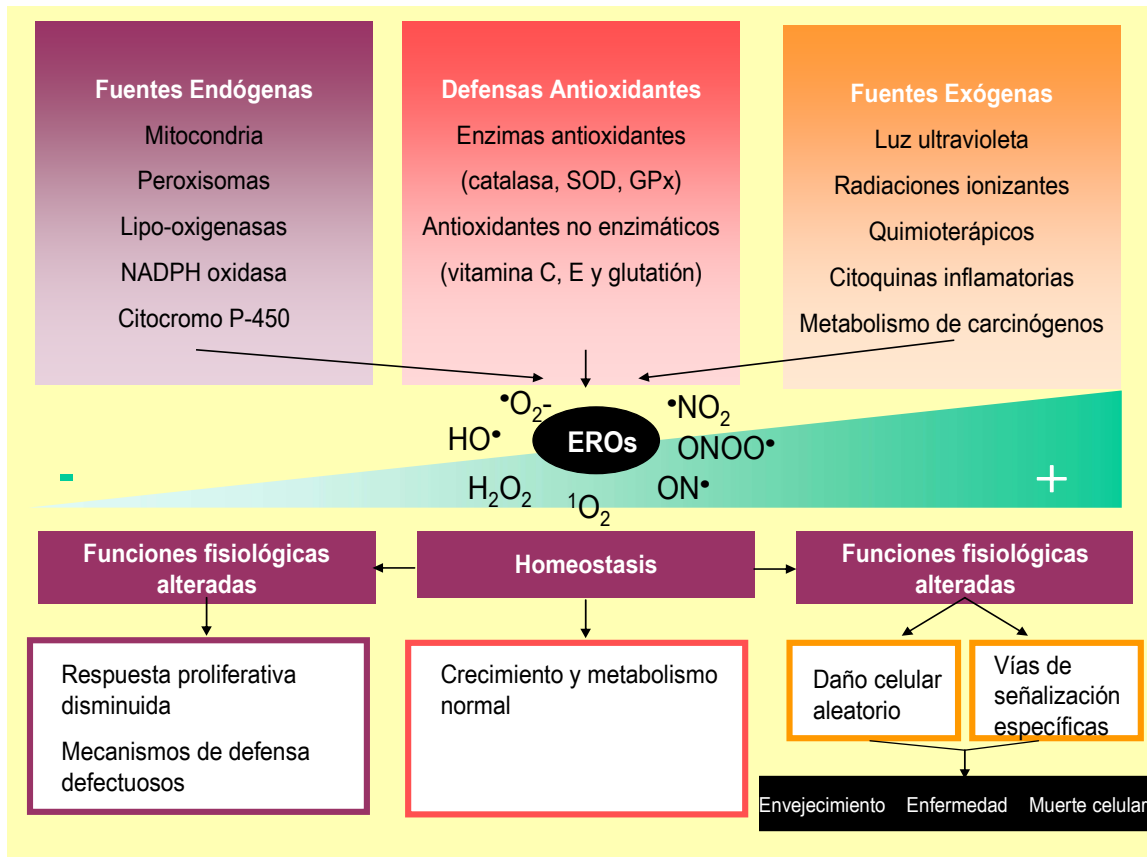 Fuentes Endógenas
Mitocondria
Peroxisomas
Lipo-oxigenasas
NADPH oxidasa
Citocromo P-450
Defensas Antioxidantes
Enzimas antioxidantes
(catalasa, SOD, GPx)
Antioxidantes no enzimáticos
(vitamina C, E y glutatión)
Fuentes Exógenas
Luz ultravioleta
Radiaciones ionizantes
Quimioterápicos
Citoquinas inflamatorias
Metabolismo de carcinógenos
•O₂-
HO•
H₂O₂
EROs
¹O₂
•NO₂
ONOO•
ON•
-
+
Funciones fisiológicas
alteradas
Homeostasis
Funciones fisiológicas
alteradas
Respuesta proliferativa
disminuida
Mecanismos de defensa
defectuosos
Crecimiento y metabolismo
normal
Daño celular
aleatorio
Vías de
señalización
específicas
Envejecimiento Enfermedad Muerte celular